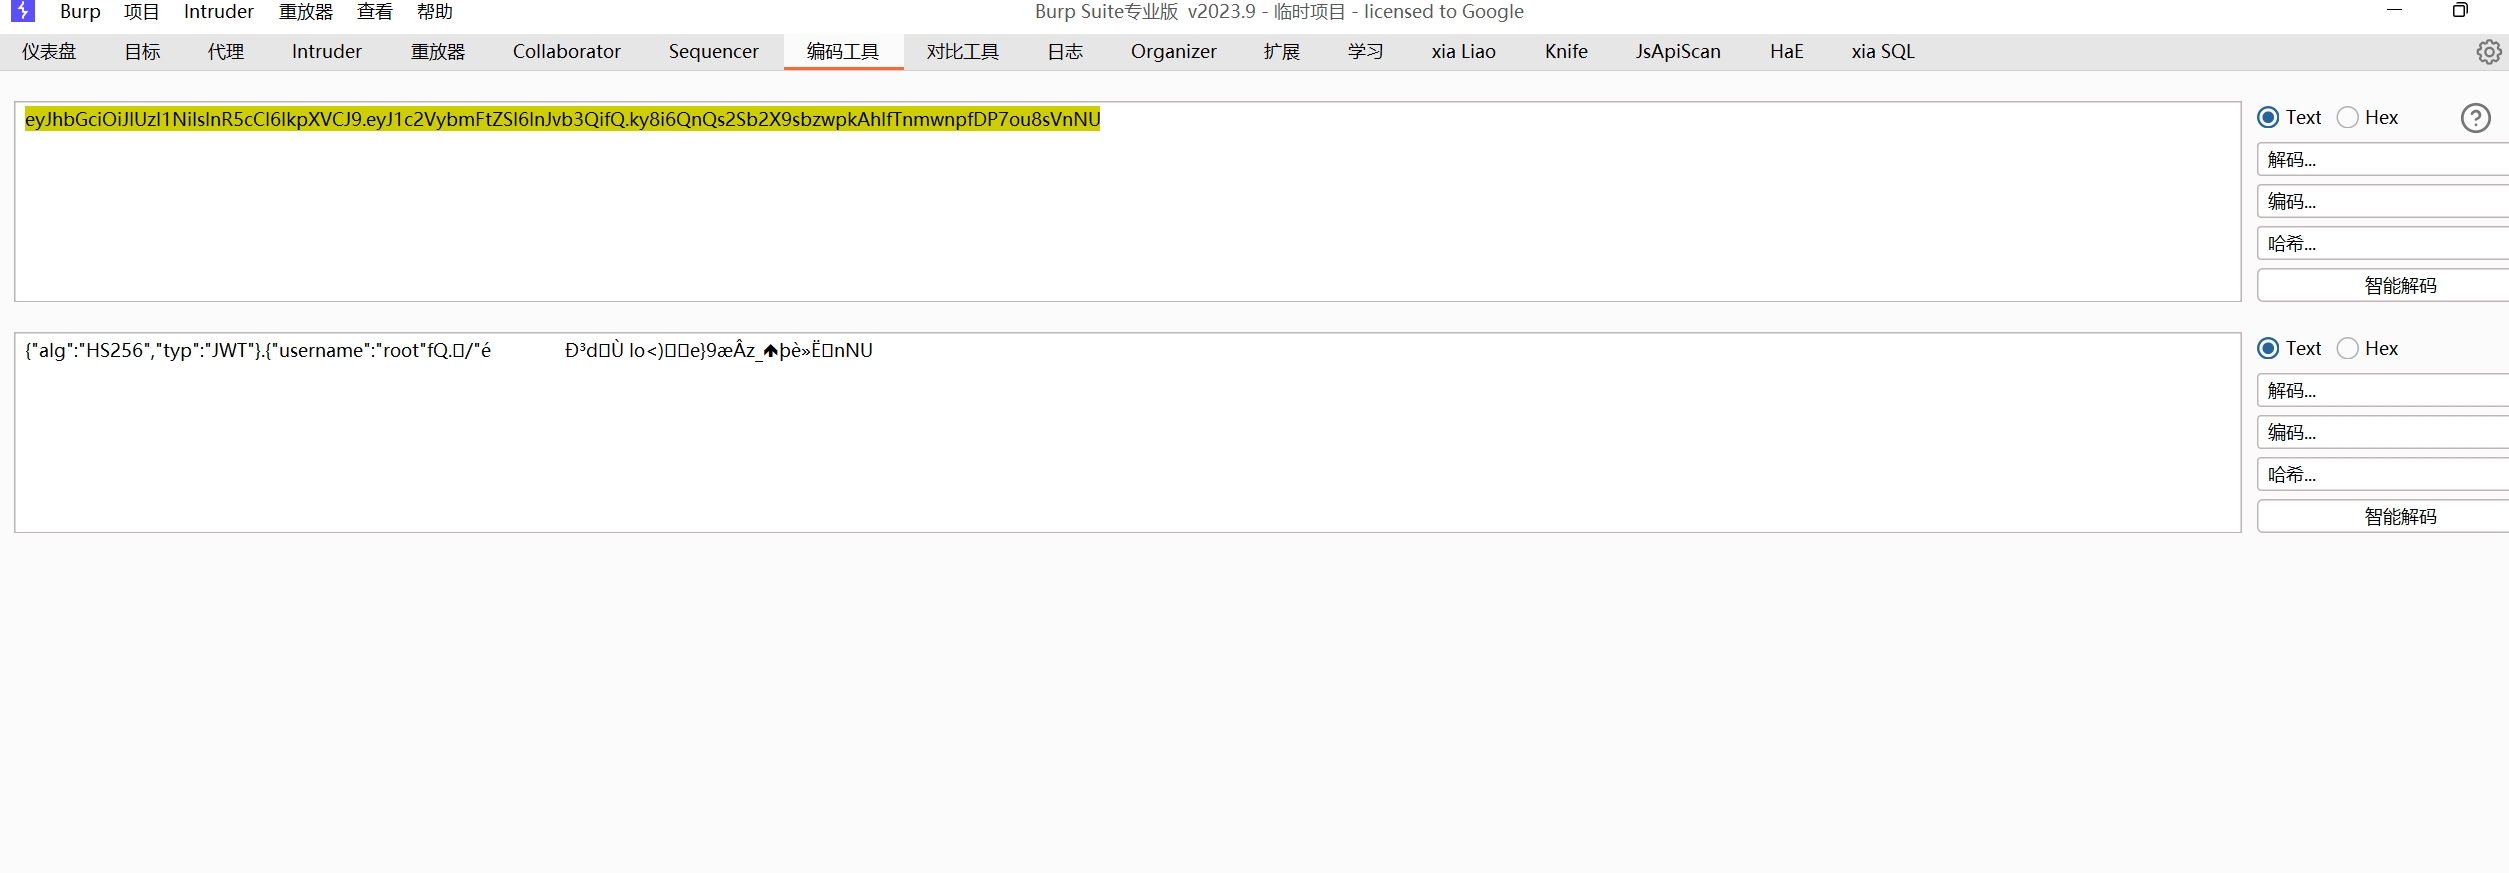 Burp 项目 Intruder 重放器 查看 帮助 Burp Suite专业版 v2023.9 - 临时项目 - licensed to Google
仪表盘 目标 代理 Intruder 重放器 Collaborator Sequencer 编码工具 对比工具 日志 Organizer 扩展 学习 xia Liao Knife JsApiScan HaE xia SQL
eyJhbGciOiJIUzI1NiIsInR5cCI6IkpXVCJ9.eyJ1c2VybmFtZSI6InJvb3QifQ.ky8i6QnQs2Sb2X9sbzwpkAhlfTnmwnpfDP7ou8sVnNU
Text Hex
解码...
编码...
哈希...
智能解码
{"alg":"HS256","typ":"JWT"}.{"username":"root"fQ.▯/"é Ð³d▯Ù lo<)▯▯e}9æÂz_🡅þè»Ë▯nNU
Text Hex
解码...
编码...
哈希...
智能解码